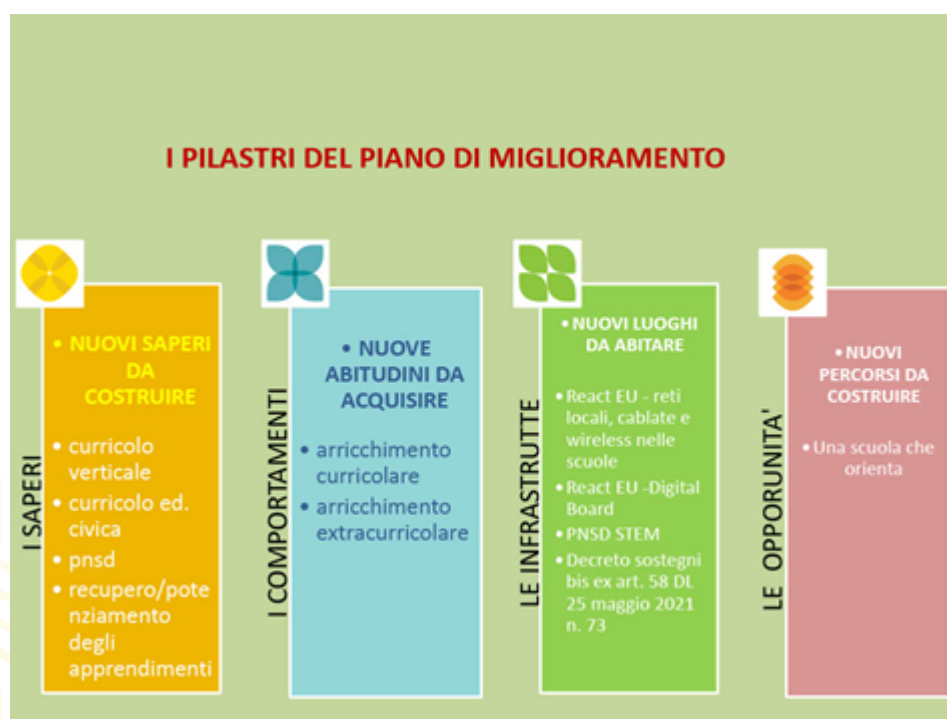 I PILASTRI DEL PIANO DI MIGLIORAMENTO
I SAPERI
• NUOVI SAPERI
DA
COSTRUIRE
• curricolo
verticale
• curricolo ed.
civica
• pnsd
• recupero/pote
nziamento
degli
apprendimenti
I COMPORTAMENTI
• NUOVE
ABITUDINI DA
ACQUISIRE
• arricchimento
curricolare
• arricchimento
extracurricolare
LE INFRASTRUTTE
• NUOVI LUOGHI
DA ABITARE
• React EU - reti
locali, cablate e
wireless nelle
scuole
• React EU -Digital
Board
• PNSD STEM
• Decreto sostegni
bis ex art. 58 DL
25 maggio 2021
n. 73
LE OPPORUNITA'
• NUOVI
PERCORSI DA
COSTRUIRE
• Una scuola che
orienta